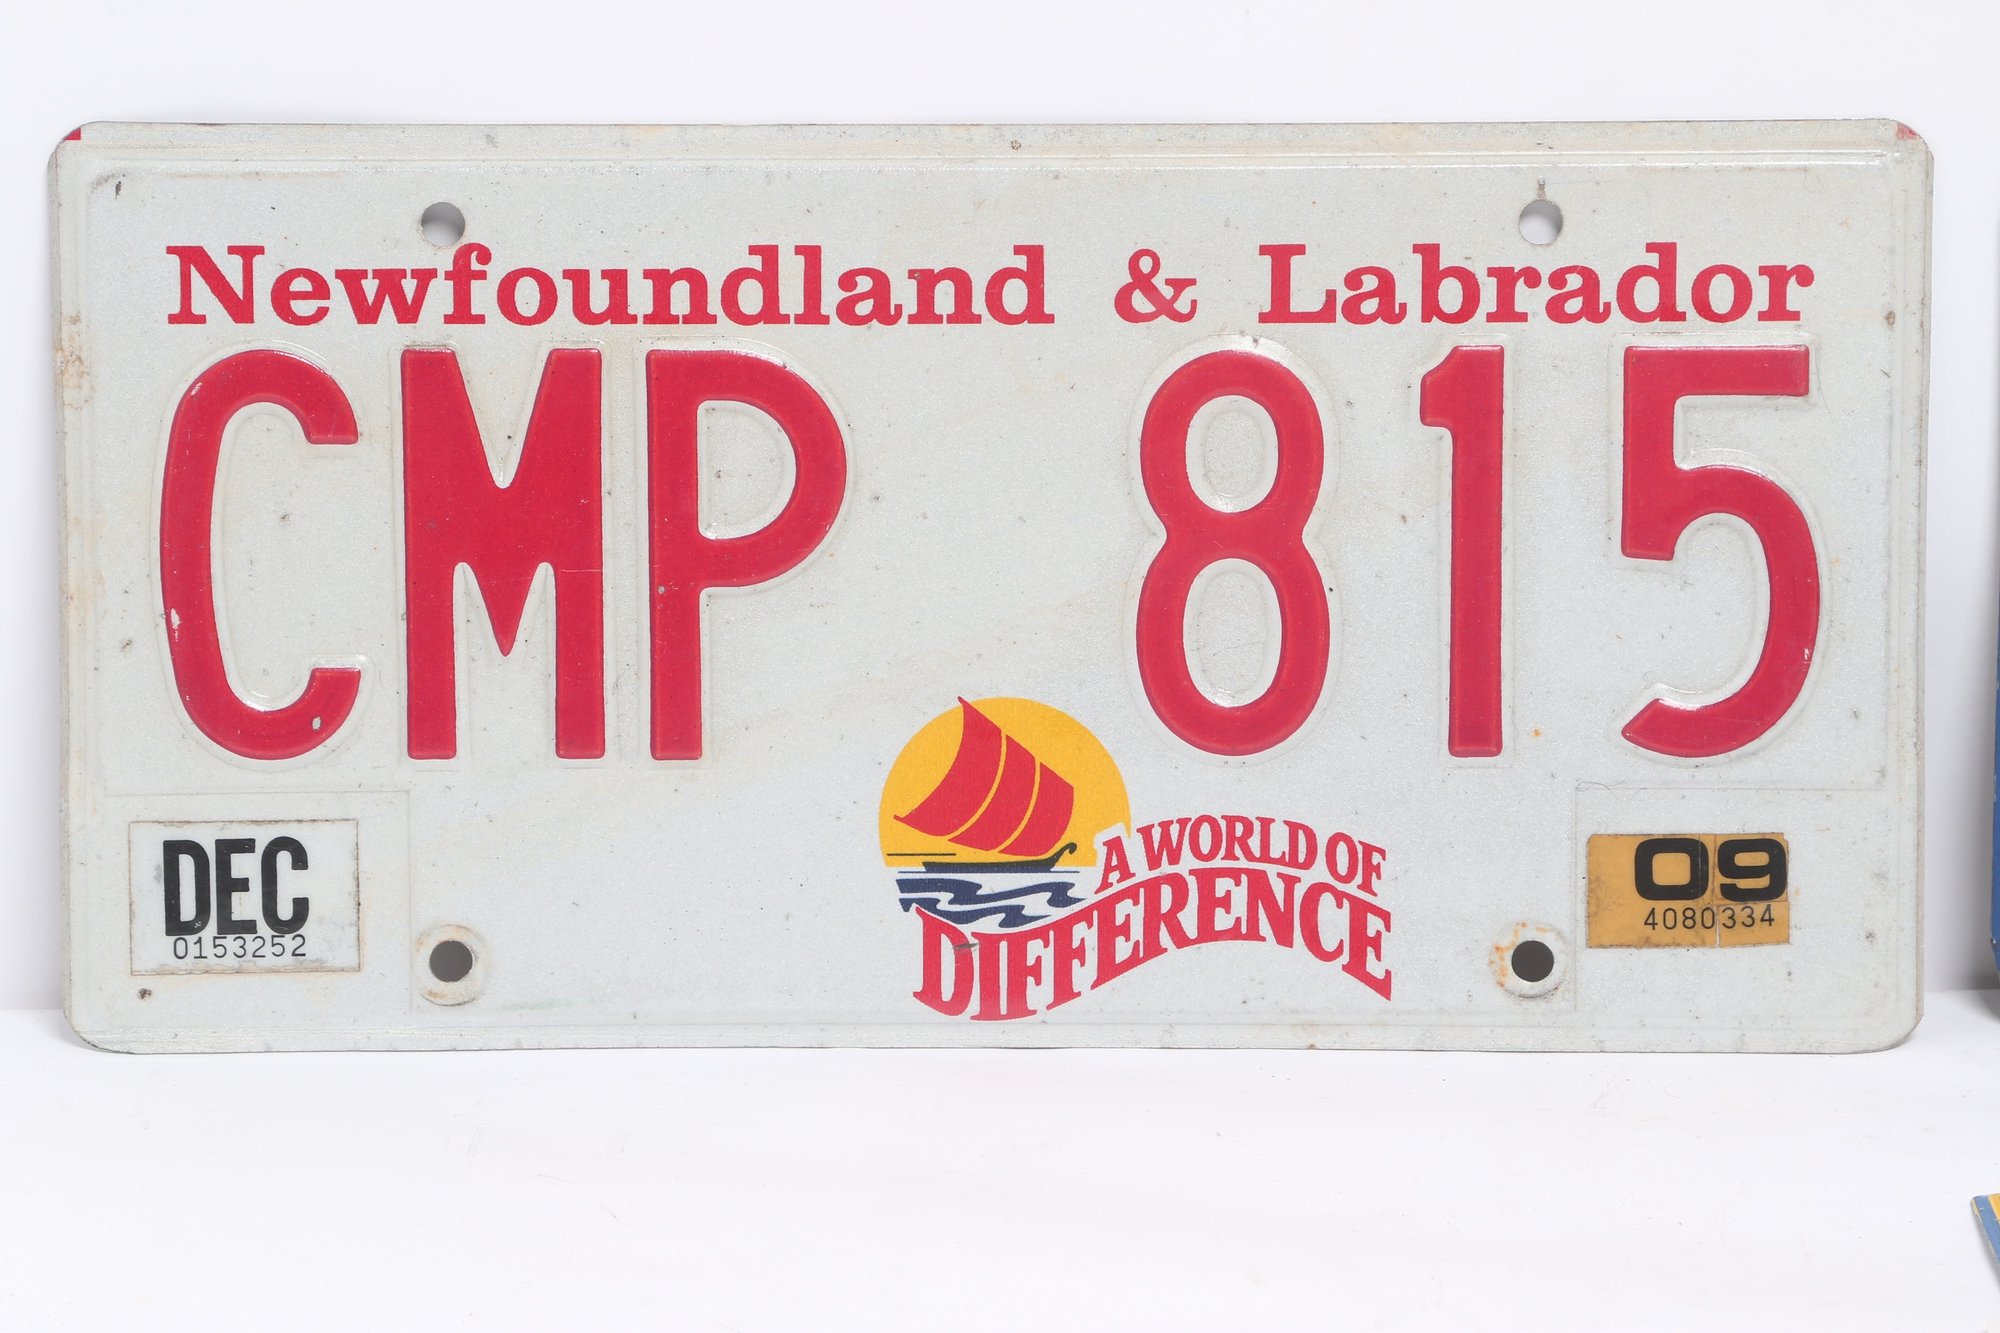 Newfoundland & Labrador
CMP 815
A WORLD OF
DIFFERENCE
DEC
0153252
09
4080334